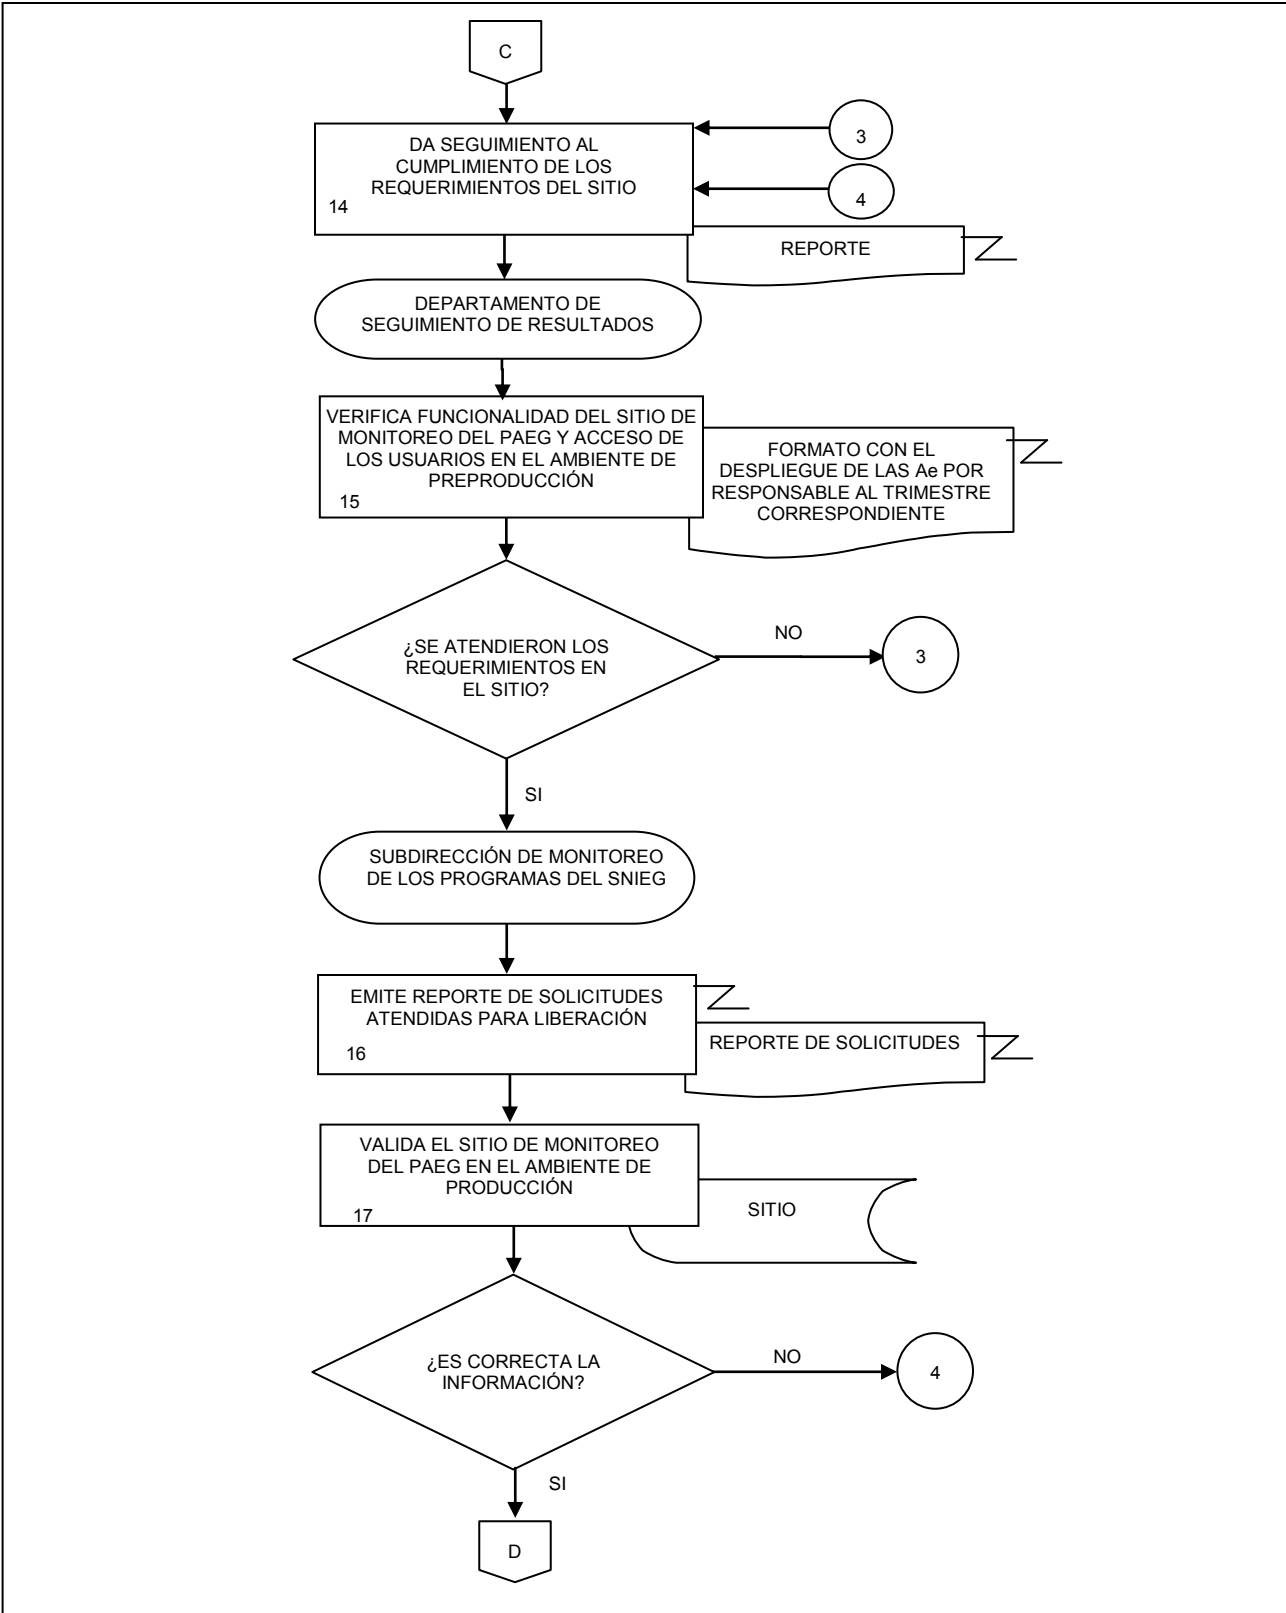 C
DA SEGUIMIENTO AL
CUMPLIMIENTO DE LOS
REQUERIMIENTOS DEL SITIO
14
3
4
REPORTE
DEPARTAMENTO DE
SEGUIMIENTO DE RESULTADOS
VERIFICA FUNCIONALIDAD DEL SITIO DE
MONITOREO DEL PAEG Y ACCESO DE
LOS USUARIOS EN EL AMBIENTE DE
PREPRODUCCIÓN
15
FORMATO CON EL
DESPLIEGUE DE LAS Ae POR
RESPONSABLE AL TRIMESTRE
CORRESPONDIENTE
¿SE ATENDIERON LOS
REQUERIMIENTOS EN
EL SITIO?
NO
3
SI
SUBDIRECCIÓN DE MONITOREO
DE LOS PROGRAMAS DEL SNIEG
EMITE REPORTE DE SOLICITUDES
ATENDIDAS PARA LIBERACIÓN
16
REPORTE DE SOLICITUDES
VALIDA EL SITIO DE MONITOREO
DEL PAEG EN EL AMBIENTE DE
PRODUCCIÓN
17
SITIO
¿ES CORRECTA LA
INFORMACIÓN?
NO
4
SI
D